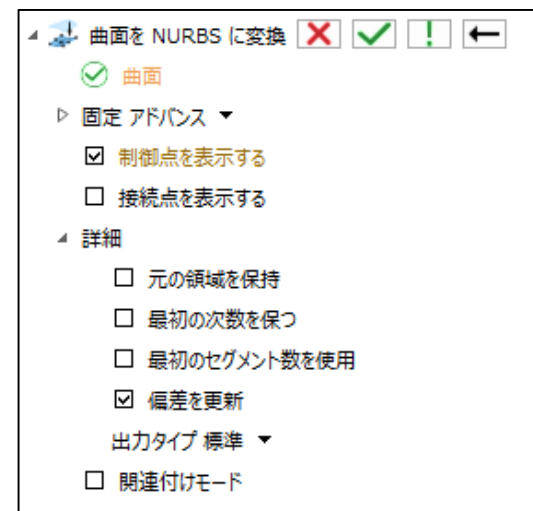 曲面を NURBS に変換
曲面
固定 アドバンス
制御点を表示する
接続点を表示する
詳細
元の領域を保持
最初の次数を保つ
最初のセグメント数を使用
偏差を更新
出力タイプ 標準
関連付けモード